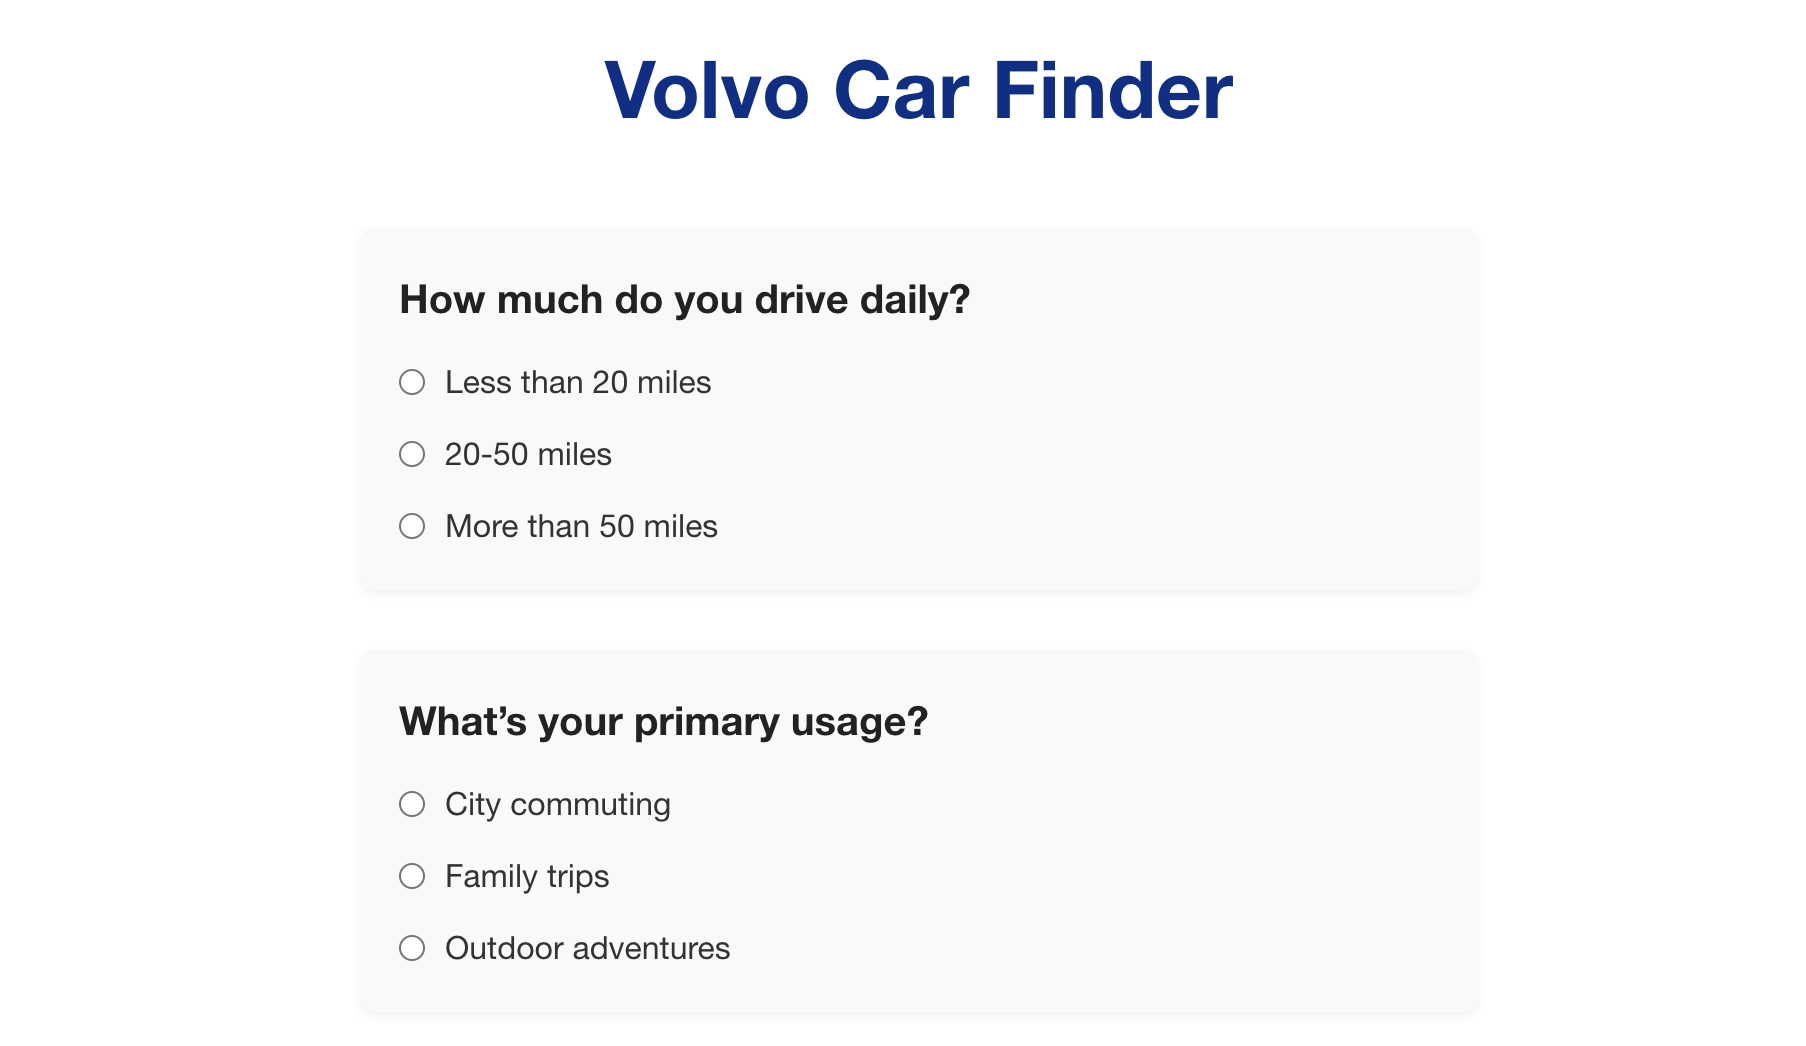 Volvo Car Finder
How much do you drive daily?
Less than 20 miles
20-50 miles
More than 50 miles
What’s your primary usage?
City commuting
Family trips
Outdoor adventures